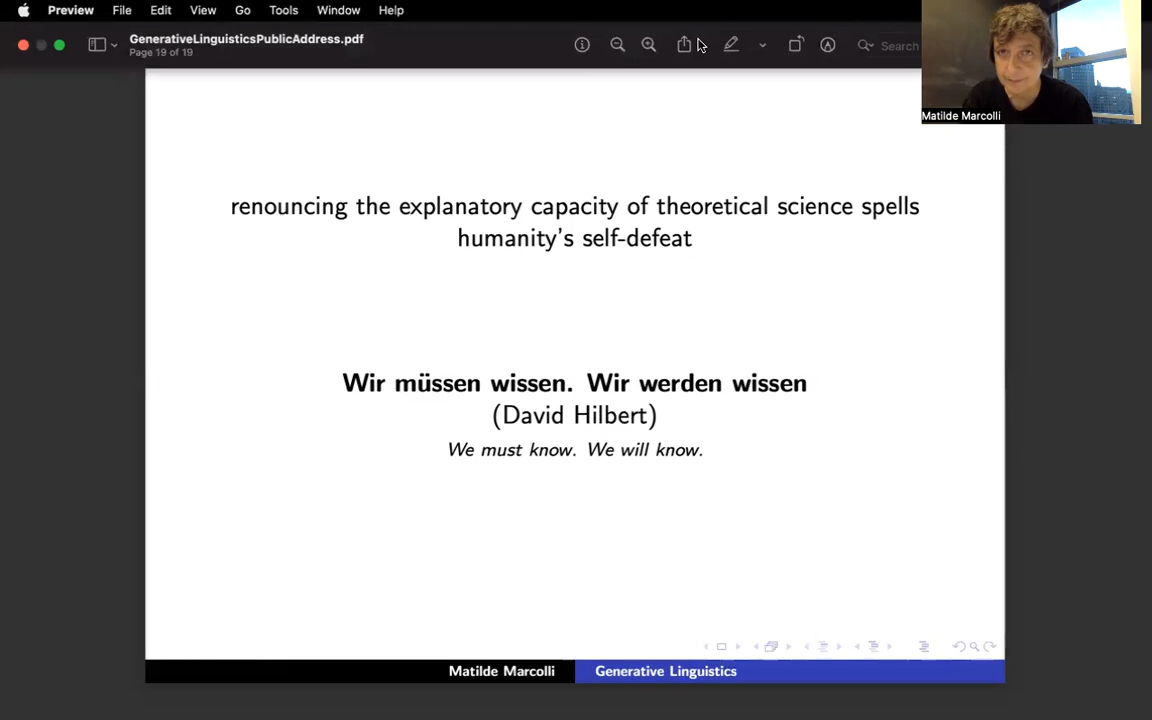 Preview File Edit View Go Tools Window Help
GenerativeLinguisticsPublicAddress.pdf
Page 19 of 19
Search
Matilde Marcolli
renouncing the explanatory capacity of theoretical science spells
humanity's self-defeat
Wir müssen wissen. Wir werden wissen
(David Hilbert)
We must know. We will know.
Matilde Marcolli Generative Linguistics